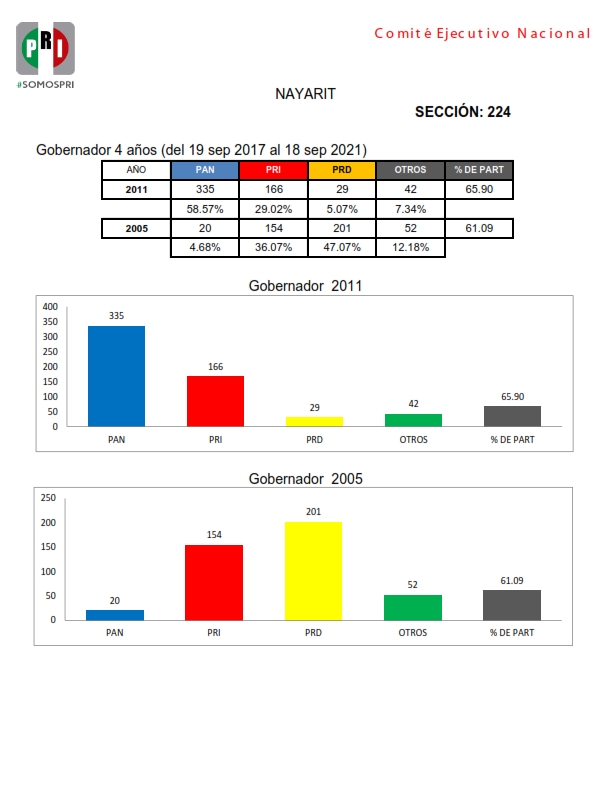 PRI
#SOMOSPRI
Comité Ejecutivo Nacional
NAYARIT
SECCIÓN: 224
Gobernador 4 años (del 19 sep 2017 al 18 sep 2021)
AÑO PAN PRI PRD OTROS % DE PART
2011 335 166 29 42 65.90
58.57% 29.02% 5.07% 7.34%
2005 20 154 201 52 61.09
4.68% 36.07% 47.07% 12.18%
Gobernador 2011
400
350
300
250
200
150
100
50
0
335
166
29
42
65.90
PAN PRI PRD OTROS % DE PART
Gobernador 2005
250
200
150
100
50
0
20
154
201
52
61.09
PAN PRI PRD OTROS % DE PART